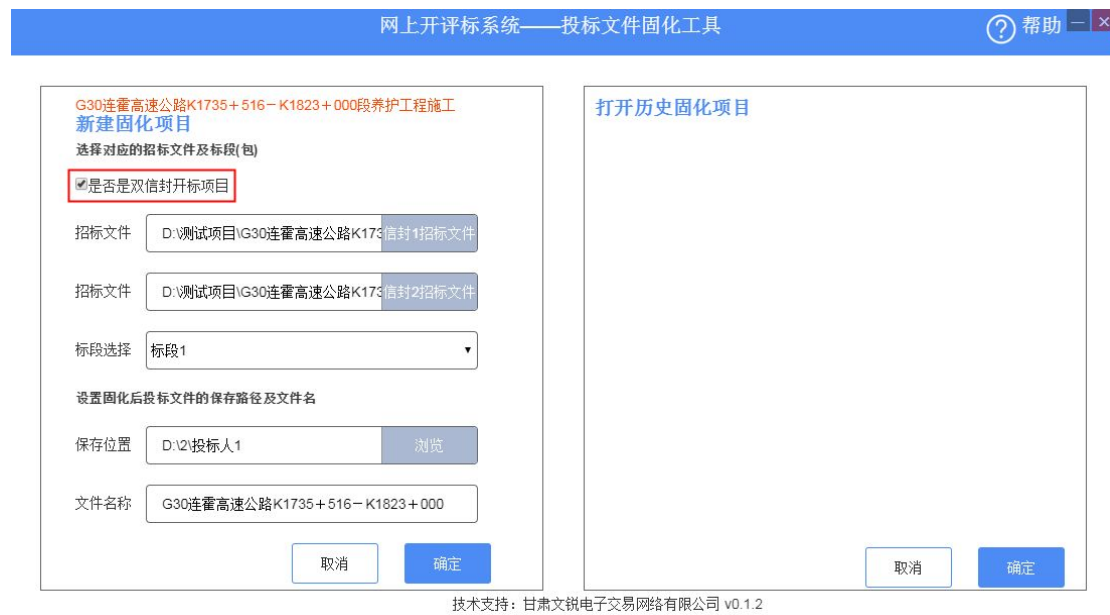 网上开评标系统——投标文件固化工具
帮助
G30连霍高速公路K1735+516-K1823+000段养护工程施工
新建固化项目
选择对应的招标文件及标段(包)
是否是双信封开标项目
招标文件 D:\测试项目\G30连霍高速公路K173 信封1招标文件
招标文件 D:\测试项目\G30连霍高速公路K173 信封2招标文件
标段选择 标段1
设置固化后投标文件的保存路径及文件名
保存位置 D:\2\投标人1 浏览
文件名称 G30连霍高速公路K1735+516-K1823+000
取消 确定
打开历史固化项目
取消 确定
技术支持：甘肃文锐电子交易网络有限公司 v0.1.2